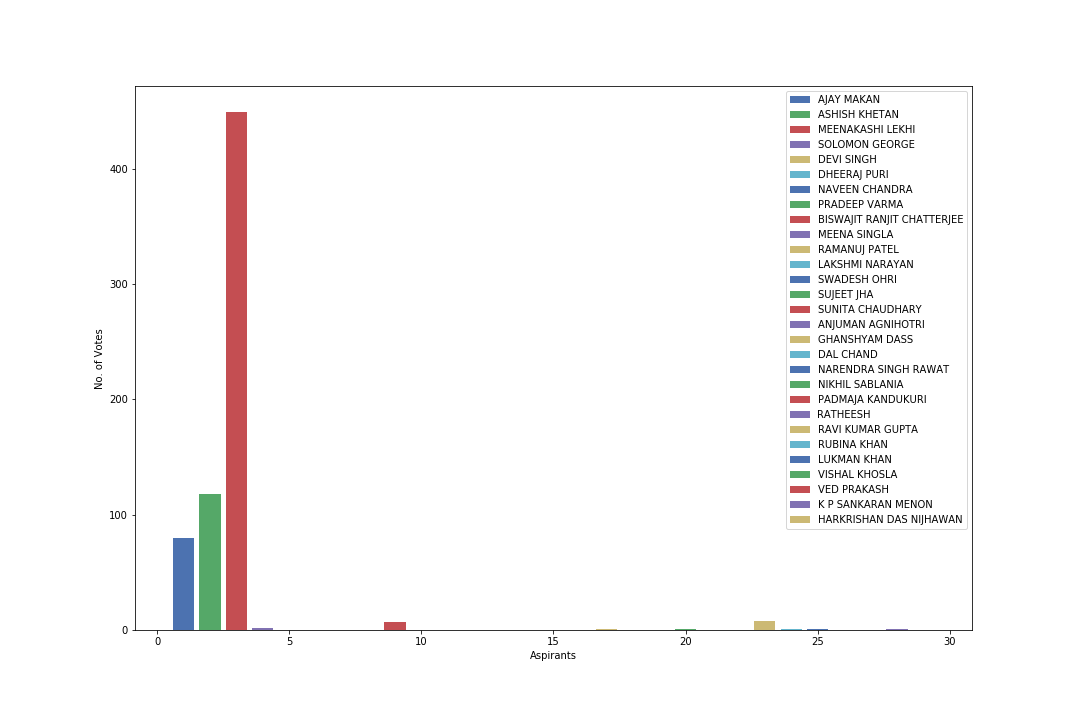 AJAY MAKAN
ASHISH KHETAN
MEENAKASHI LEKHI
SOLOMON GEORGE
DEVI SINGH
DHEERAJ PURI
NAVEEN CHANDRA
PRADEEP VARMA
BISWAJIT RANJIT CHATTERJEE
MEENA SINGLA
RAMANUJ PATEL
LAKSHMI NARAYAN
SWADESH OHRI
SUJEET JHA
SUNITA CHAUDHARY
ANJUMAN AGNIHOTRI
GHANSHYAM DASS
DAL CHAND
NARENDRA SINGH RAWAT
NIKHIL SABLANIA
PADMAJA KANDUKURI
RATHEESH
RAVI KUMAR GUPTA
RUBINA KHAN
LUKMAN KHAN
VISHAL KHOSLA
VED PRAKASH
K P SANKARAN MENON
HARKRISHAN DAS NIJHAWAN
400
300
200
100
0
No. of Votes
0 5 10 15 20 25 30
Aspirants